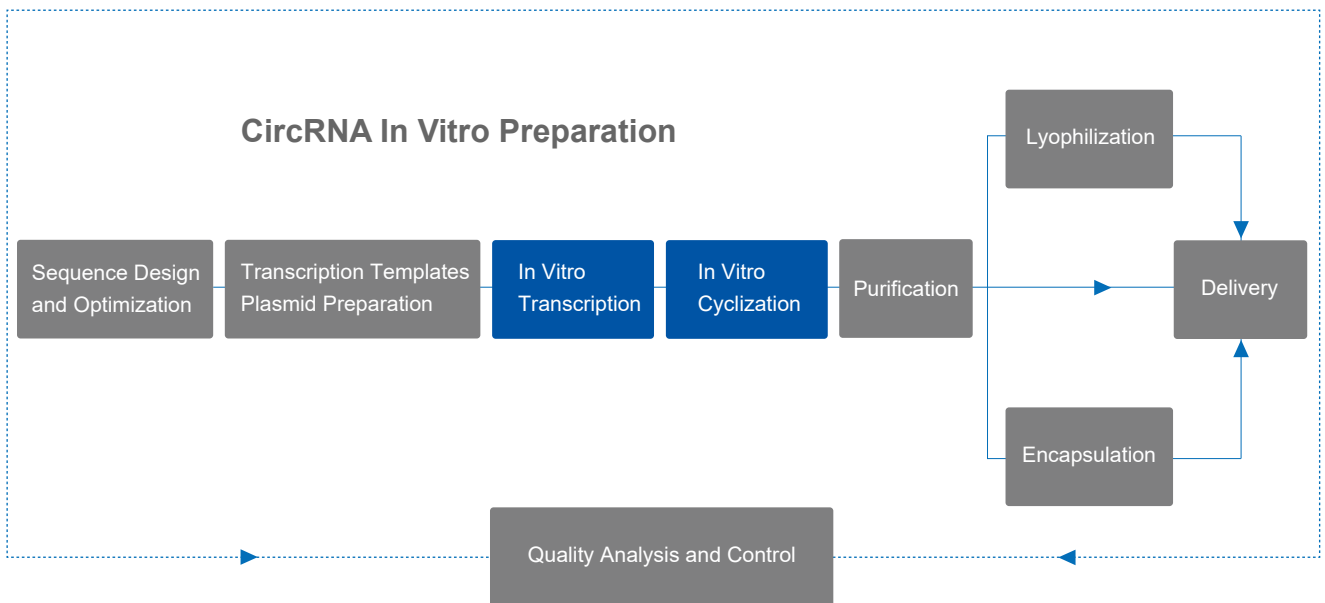 CircRNA In Vitro Preparation
Lyophilization
Sequence Design
and Optimization
Transcription Templates
Plasmid Preparation
In Vitro
Transcription
In Vitro
Cyclization
Purification
Delivery
Encapsulation
Quality Analysis and Control